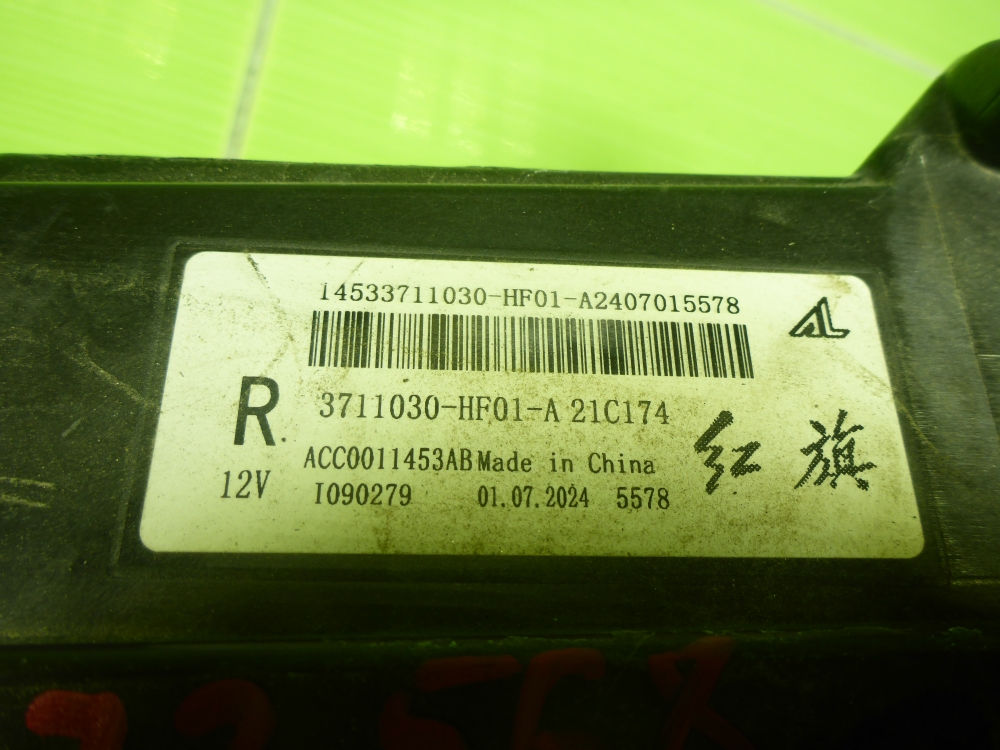 14533711030-HF01-A2407015578
R
3711030-HF01-A 21C174
ACC0011453AB Made in China
12V
I090279 01.07.2024 5578
红旗